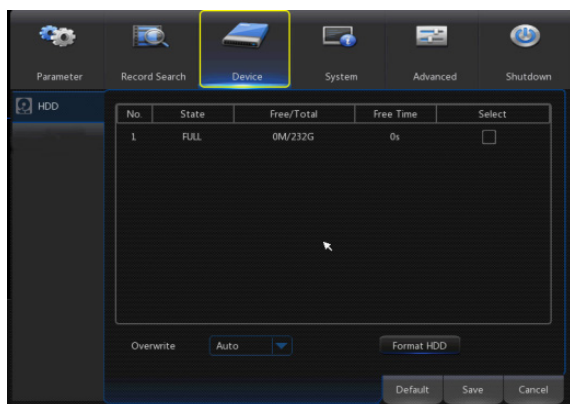 Parameter Record Search Device System Advanced Shutdown
HDD
No. State Free/Total Free Time Select
1 FULL 0M/232G 0s
Overwrite Auto Format HDD
Default Save Cancel